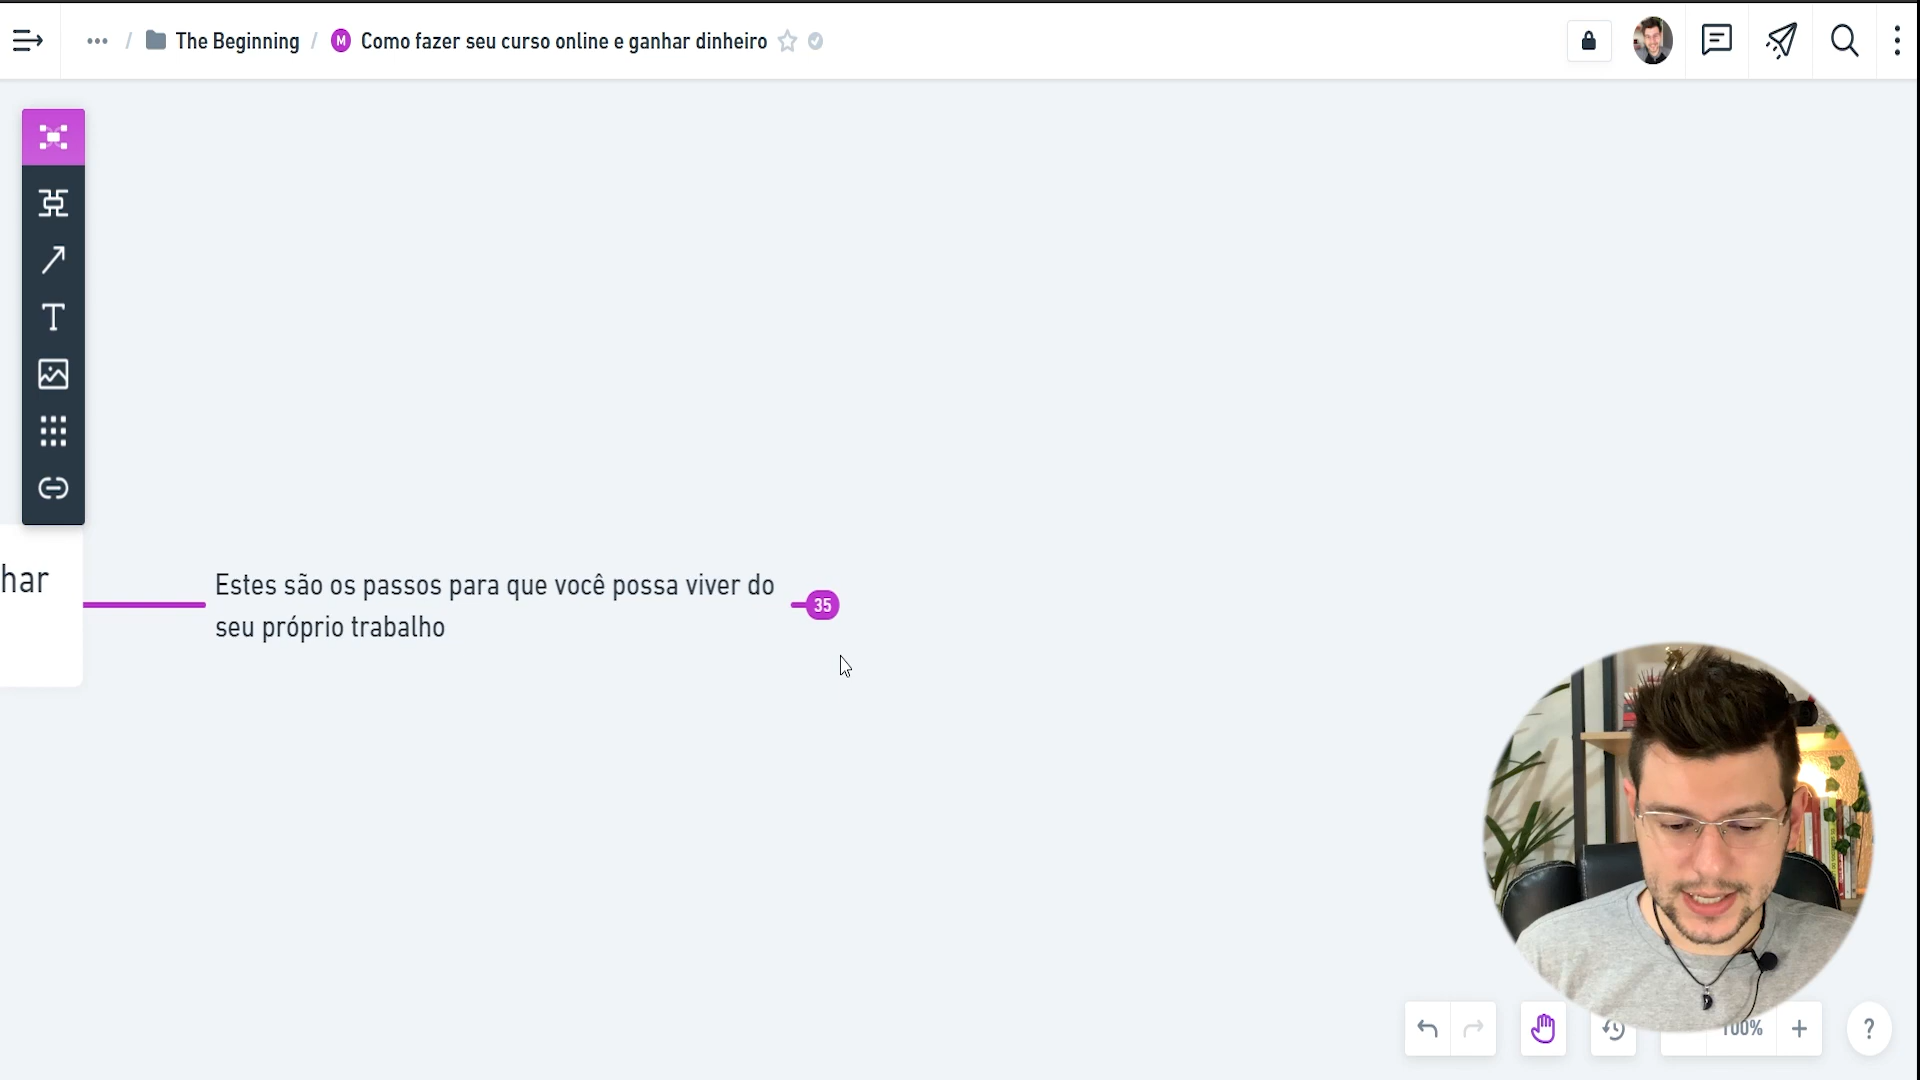 The Beginning / M Como fazer seu curso online e ganhar dinheiro
T
har
Estes são os passos para que você possa viver do
seu próprio trabalho
35
100%
?